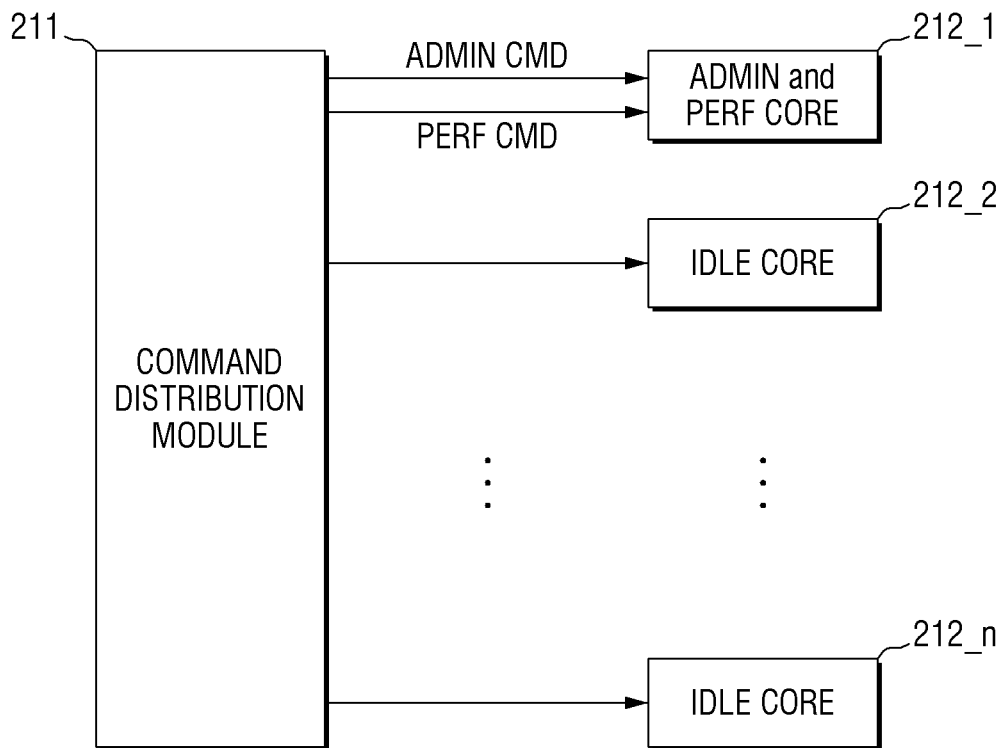 211
212_1
ADMIN CMD
ADMIN and
PERF CORE
PERF CMD
212_2
IDLE CORE
COMMAND
DISTRIBUTION
MODULE
212_n
IDLE CORE